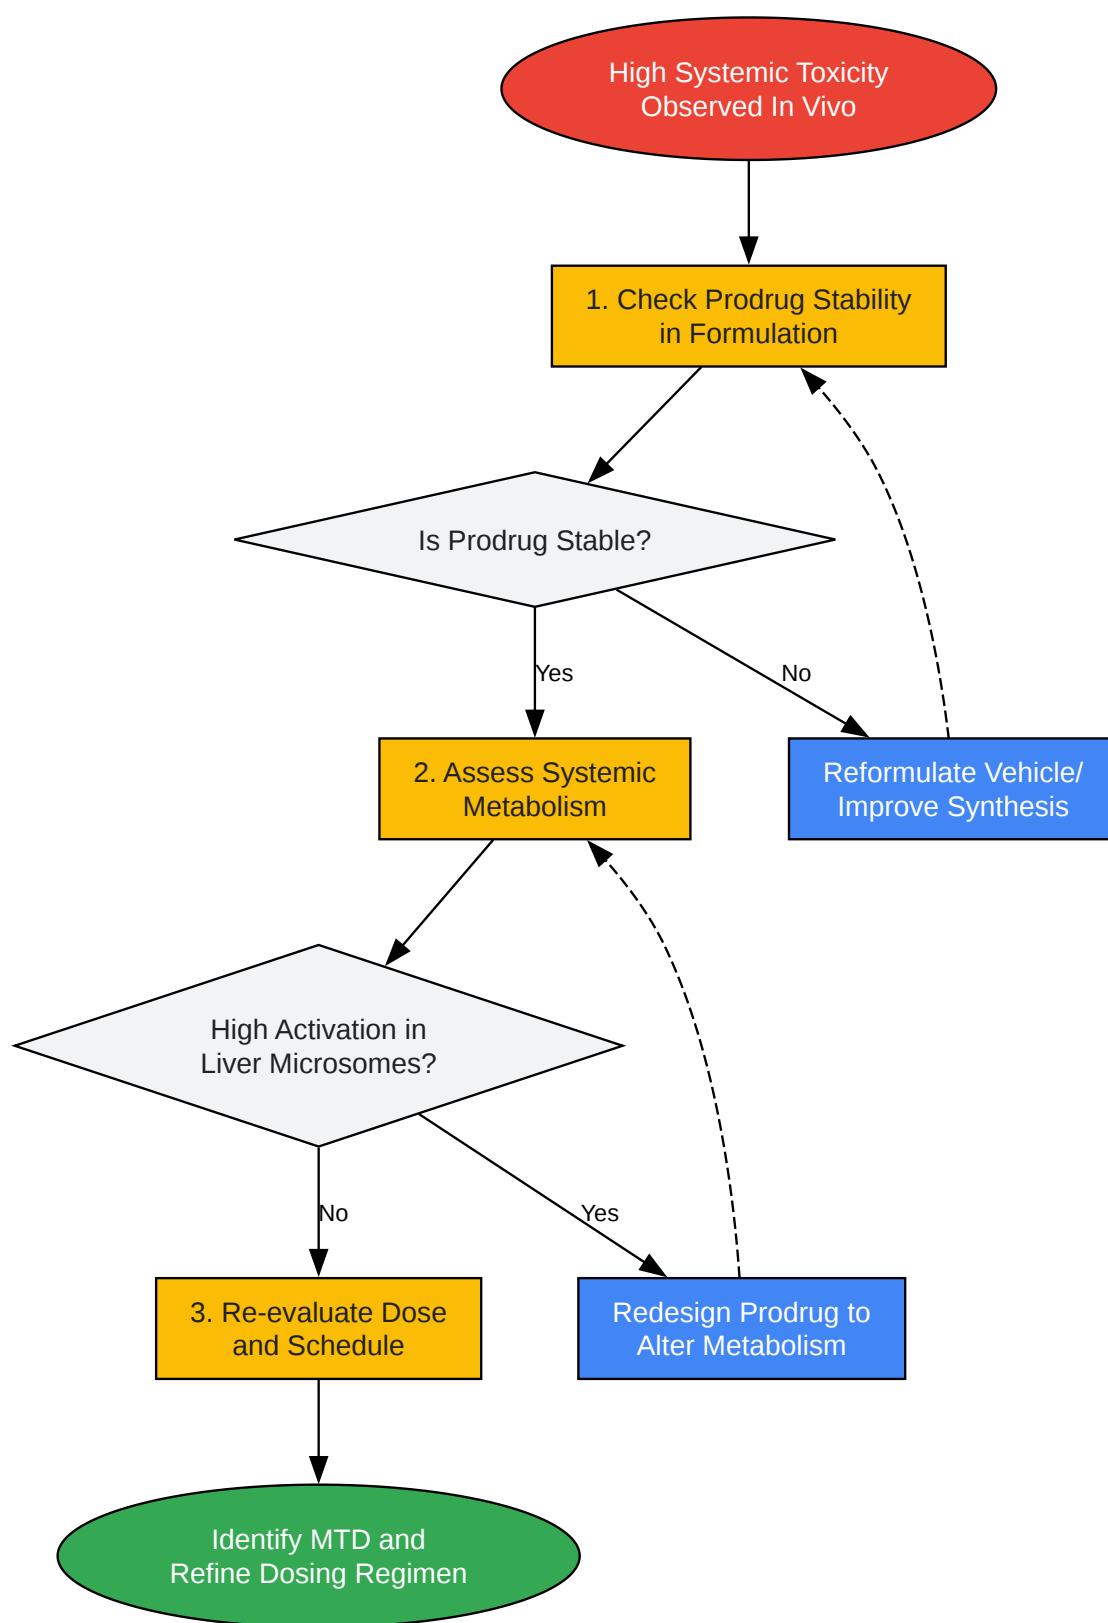 High Systemic Toxicity
Observed In Vivo
1. Check Prodrug Stability
in Formulation
Is Prodrug Stable?
Yes
No
2. Assess Systemic
Metabolism
Reformulate Vehicle/
Improve Synthesis
High Activation in
Liver Microsomes?
No
Yes
3. Re-evaluate Dose
and Schedule
Redesign Prodrug to
Alter Metabolism
Identify MTD and
Refine Dosing Regimen